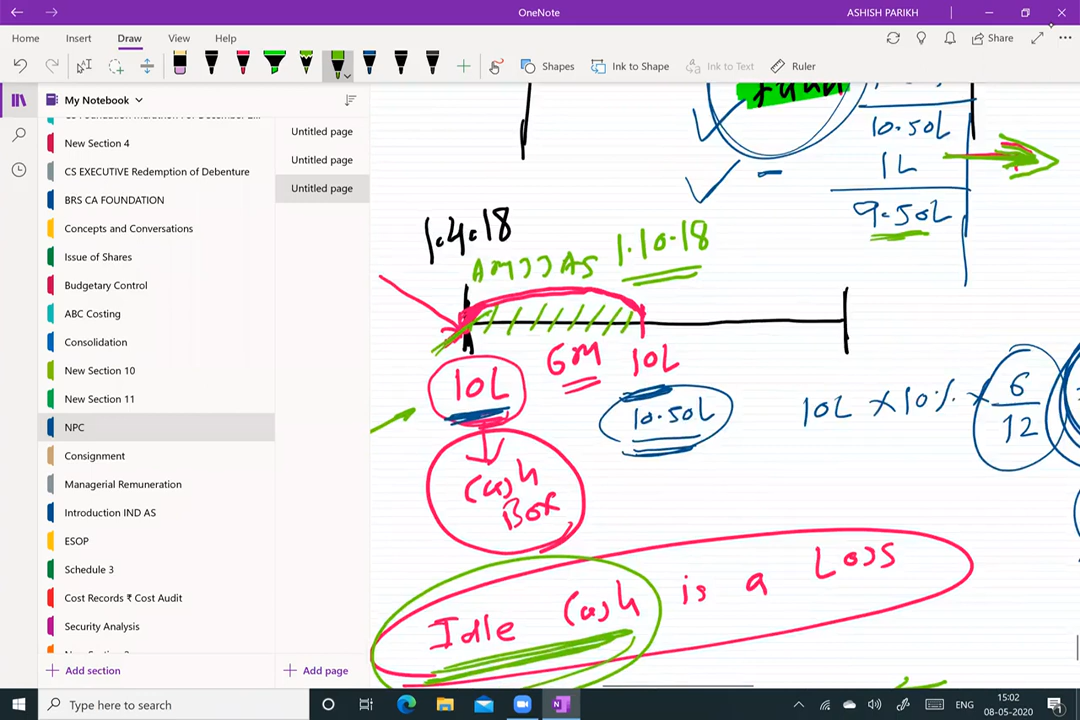 OneNote
ASHISH PARIKH
Home
Insert
Draw
View
Help
Share
Shapes
Ink to Shape
Ink to Text
Ruler
My Notebook
New Section 4
CS EXECUTIVE Redemption of Debenture
BRS CA FOUNDATION
Concepts and Conversations
Issue of Shares
Budgetary Control
ABC Costing
Consolidation
New Section 10
New Section 11
NPC
Consignment
Managerial Remuneration
Introduction IND AS
ESOP
Schedule 3
Cost Records ₹ Cost Audit
Security Analysis
Add section
Untitled page
Untitled page
Untitled page
Add page
10.50L
1L
9.50L
1.4.18
AMJJAS 1.10.18
10L
6M
10L
10.50L
10L × 10% × 6/12
Cash
Box
Idle Cash is a Loss
Type here to search
ENG
15:02
08-05-2020
1